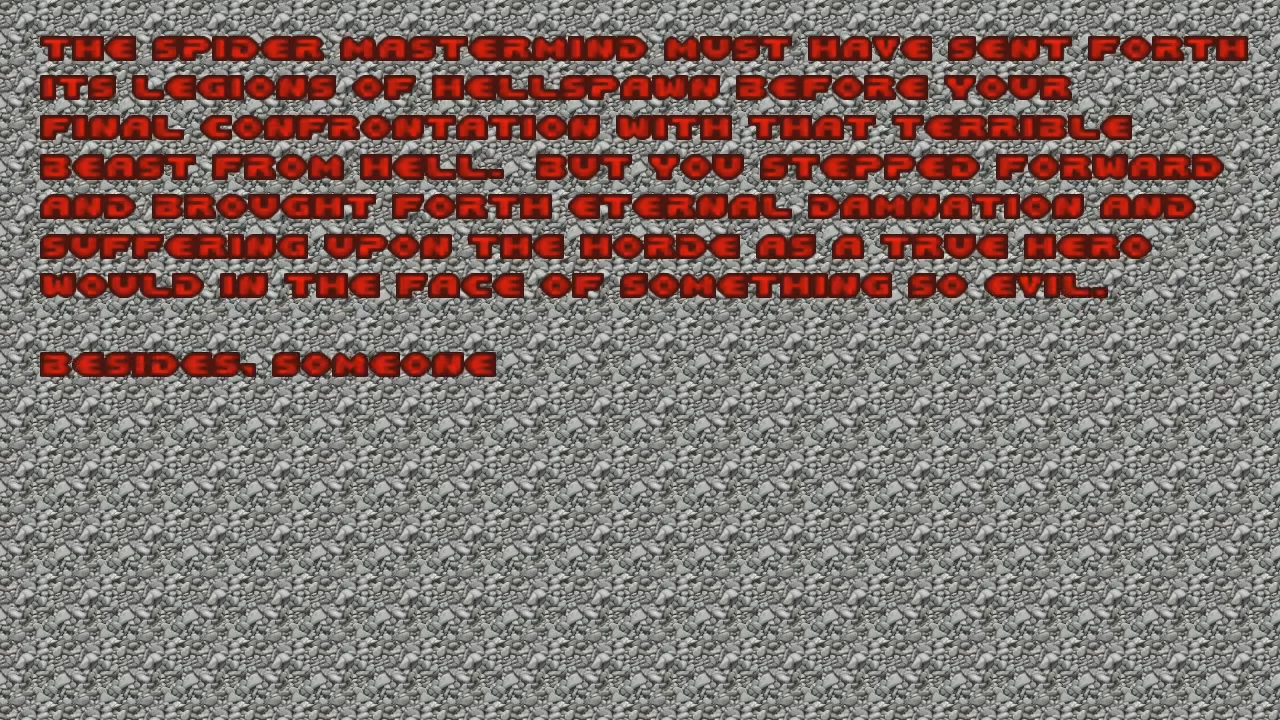 THE SPIDER MASTERMIND MUST HAVE SENT FORTH
ITS LEGIONS OF HELLSPAWN BEFORE YOUR
FINAL CONFRONTATION WITH THAT TERRIBLE
BEAST FROM HELL.  BUT YOU STEPPED FORWARD
AND BROUGHT FORTH ETERNAL DAMNATION AND
SUFFERING UPON THE HORDE AS A TRUE HERO
WOULD IN THE FACE OF SOMETHING SO EVIL.
BESIDES, SOMEONE